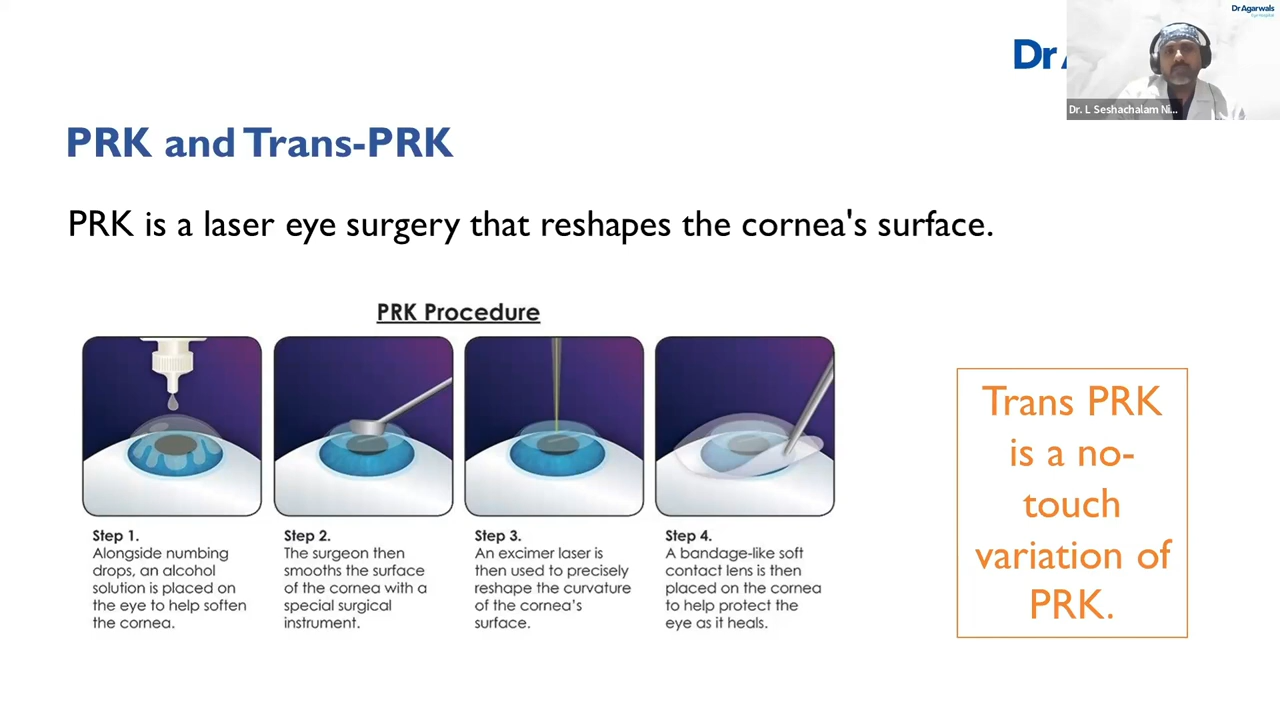 Dr Agarwals
Eye Hospital
Dr
Dr. L Seshachalam Ni...
PRK and Trans-PRK
PRK is a laser eye surgery that reshapes the cornea's surface.
PRK Procedure
Step 1.
Alongside numbing
drops, an alcohol
solution is placed on
the eye to help soften
the cornea.
Step 2.
The surgeon then
smooths the surface
of the cornea with a
special surgical
instrument.
Step 3.
An excimer laser is
then used to precisely
reshape the curvature
of the cornea's
surface.
Step 4.
A bandage-like soft
contact lens is then
placed on the cornea
to help protect the
eye as it heals.
Trans PRK
is a no-
touch
variation of
PRK.